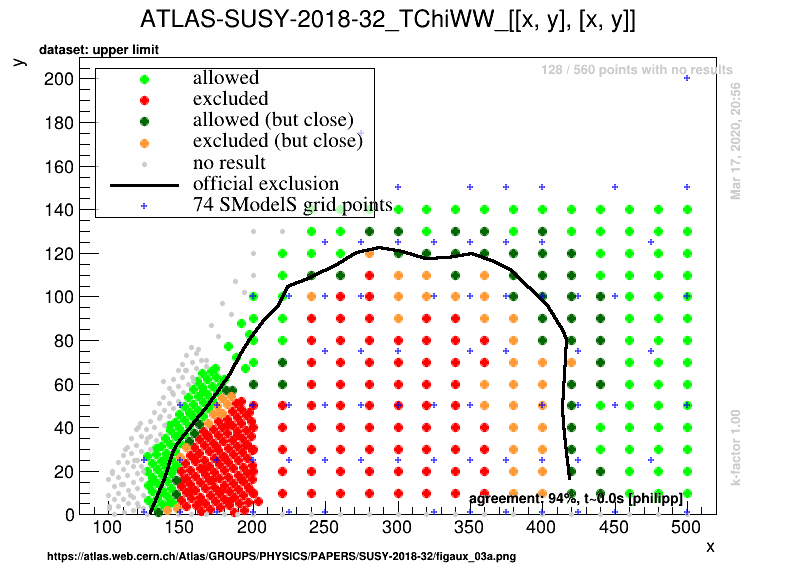 ATLAS-SUSY-2018-32_TChiWW_[[x, y], [x, y]]
dataset: upper limit
y
128 / 560 points with no results
200
180
160
140
120
100
80
60
40
20
0
allowed
excluded
allowed (but close)
excluded (but close)
no result
official exclusion
74 SModelS grid points
Mar 17, 2020, 20:56
k-factor 1.00
agreement: 94%, t~0.0s [philipp]
100 150 200 250 300 350 400 450 500
x
https://atlas.web.cern.ch/Atlas/GROUPS/PHYSICS/PAPERS/SUSY-2018-32/figaux_03a.png